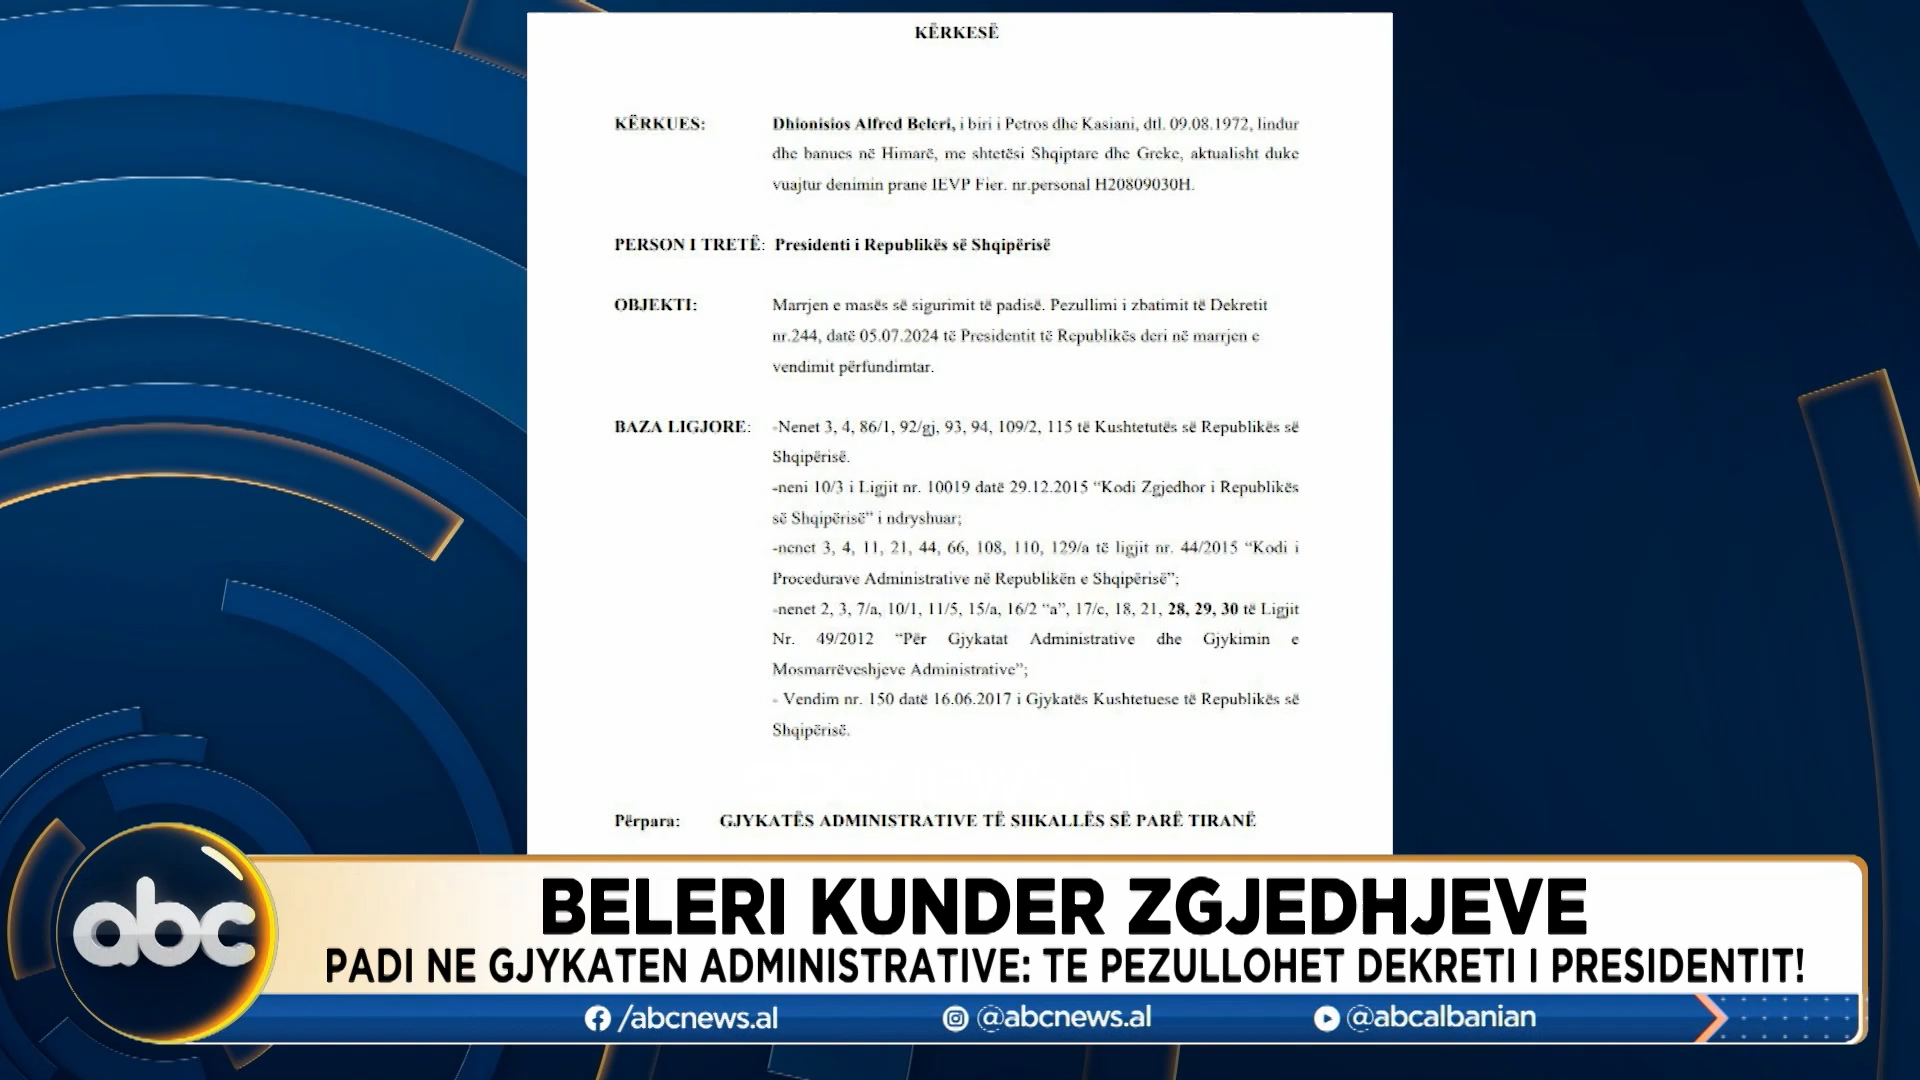 KËRKESË
KËRKUES: Dhionisios Alfred Beleri, i biri i Petros dhe Kasiani, dtl. 09.08.1972, lindur
dhe banues në Himarë, me shtetësi Shqiptare dhe Greke, aktualisht duke
vuajtur denimin prane IEVP Fier. nr.personal H20809030H.
PERSON I TRETË: Presidenti i Republikës së Shqipërisë
OBJEKTI: Marrjen e masës së sigurimit të padisë. Pezullimi i zbatimit të Dekretit
nr.244, datë 05.07.2024 të Presidentit të Republikës deri në marrjen e
vendimit përfundimtar.
BAZA LIGJORE: -Nenet 3, 4, 86/1, 92/gj, 93, 94, 109/2, 115 të Kushtetutës së Republikës së
Shqipërisë.
-neni 10/3 i Ligjit nr. 10019 datë 29.12.2015 “Kodi Zgjedhor i Republikës
së Shqipërisë” i ndryshuar;
-nenet 3, 4, 11, 21, 44, 66, 108, 110, 129/a të ligjit nr. 44/2015 “Kodi i
Procedurave Administrative në Republikën e Shqipërisë”;
-nenet 2, 3, 7/a, 10/1, 11/5, 15/a, 16/2 “a”, 17/c, 18, 21, 28, 29, 30 të Ligjit
Nr. 49/2012 “Për Gjykatat Administrative dhe Gjykimin e
Mosmarrëveshjeve Administrative”;
- Vendim nr. 150 datë 16.06.2017 i Gjykatës Kushtetuese të Republikës së
Shqipërisë.
Përpara: GJYKATËS ADMINISTRATIVE TË SHKALLËS SË PARË TIRANË
abc
BELERI KUNDER ZGJEDHJEVE
PADI NE GJYKATEN ADMINISTRATIVE: TE PEZULLOHET DEKRETI I PRESIDENTIT!
/abcnews.al @abcnews.al @abcalbanian